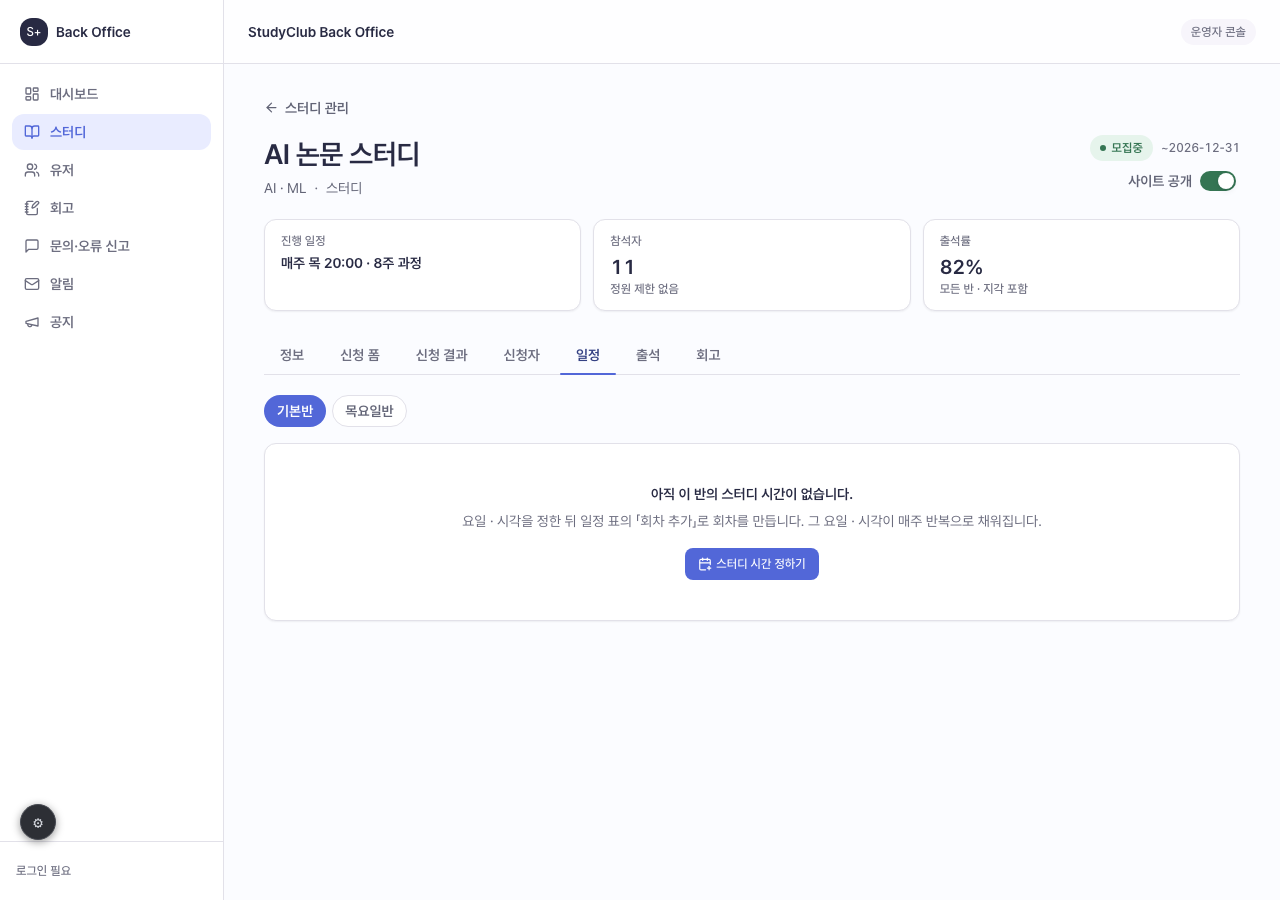 S+ Back Office
StudyClub Back Office
운영자 콘솔
대시보드
스터디
유저
회고
문의·오류 신고
알림
공지
로그인 필요
스터디 관리
AI 논문 스터디
모집중 ~2026-12-31
AI · ML · 스터디
사이트 공개
진행 일정
매주 목 20:00 · 8주 과정
참석자
11
정원 제한 없음
출석률
82%
모든 반 · 지각 포함
정보 신청 폼 신청 결과 신청자 일정 출석 회고
기본반 목요일반
아직 이 반의 스터디 시간이 없습니다.
요일 · 시각을 정한 뒤 일정 표의 「회차 추가」로 회차를 만듭니다. 그 요일 · 시각이 매주 반복으로 채워집니다.
스터디 시간 정하기